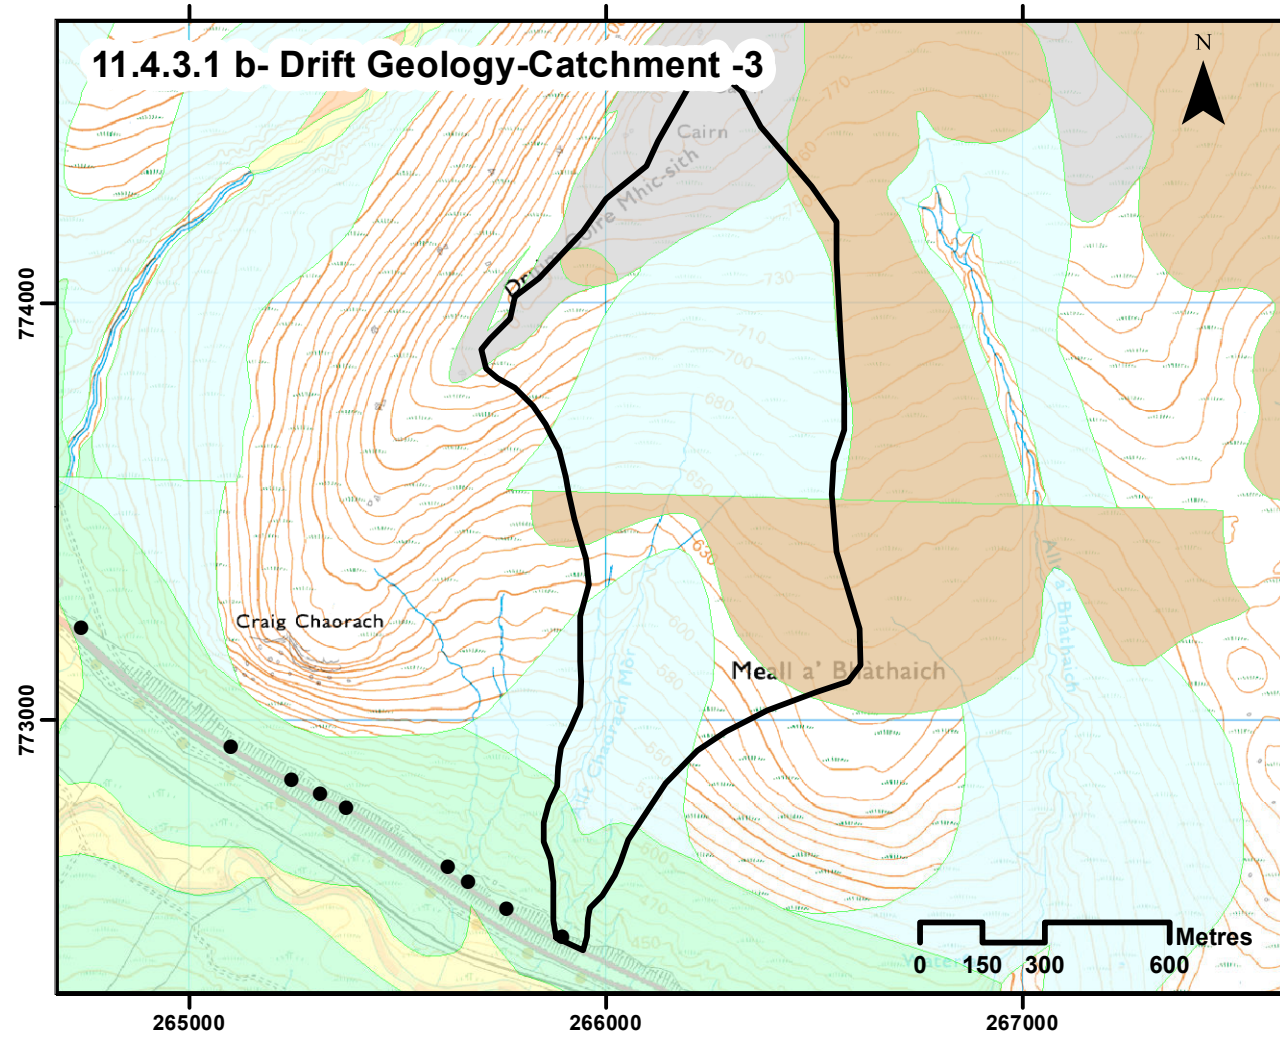 11.4.3.1 b- Drift Geology-Catchment -3
N
760
770
Cairn
Coire Mhic-sith
760
750
730
710
700
680
650
630
600
580
500
470
450
774000
773000
Craig Chaorach
Meall a' Bhàthaich
Allt a' Bhàthaich
Allt Chaorach Mòr
Water
Metres
0 150 300 600
265000 266000 267000